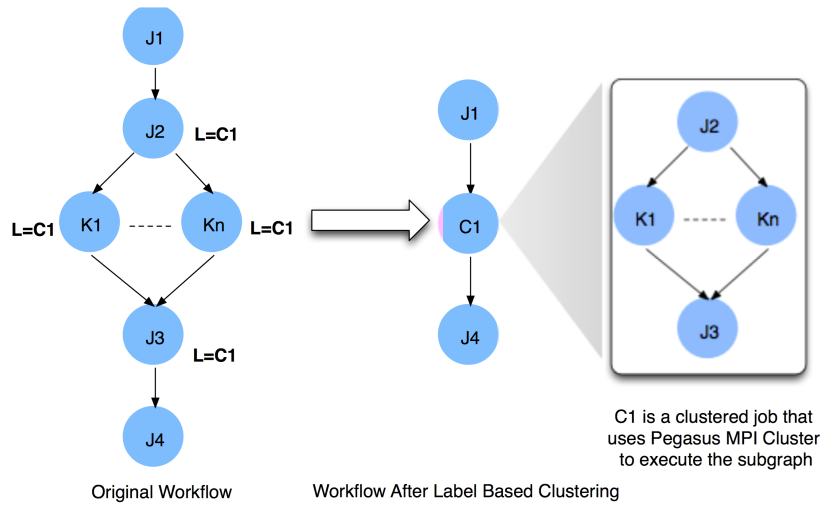 J1
J2
L=C1
L=C1
K1
Kn
L=C1
J3
L=C1
J4
Original Workflow
J1
C1
J4
Workflow After Label Based Clustering
J2
K1
Kn
J3
C1 is a clustered job that
uses Pegasus MPI Cluster
to execute the subgraph